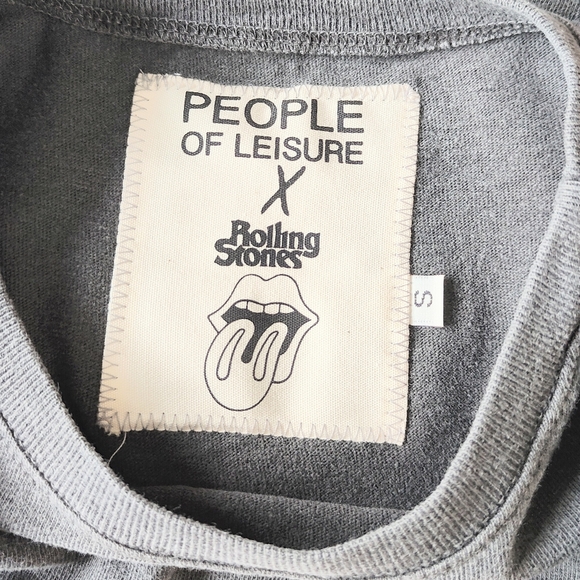 PEOPLE
OF LEISURE
X
Rolling
Stones
S